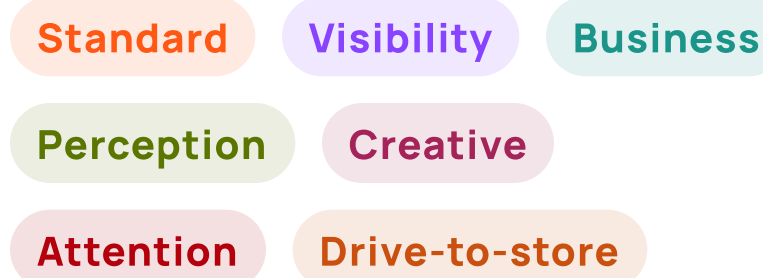 Standard Visibility Business
Perception Creative
Attention Drive-to-store